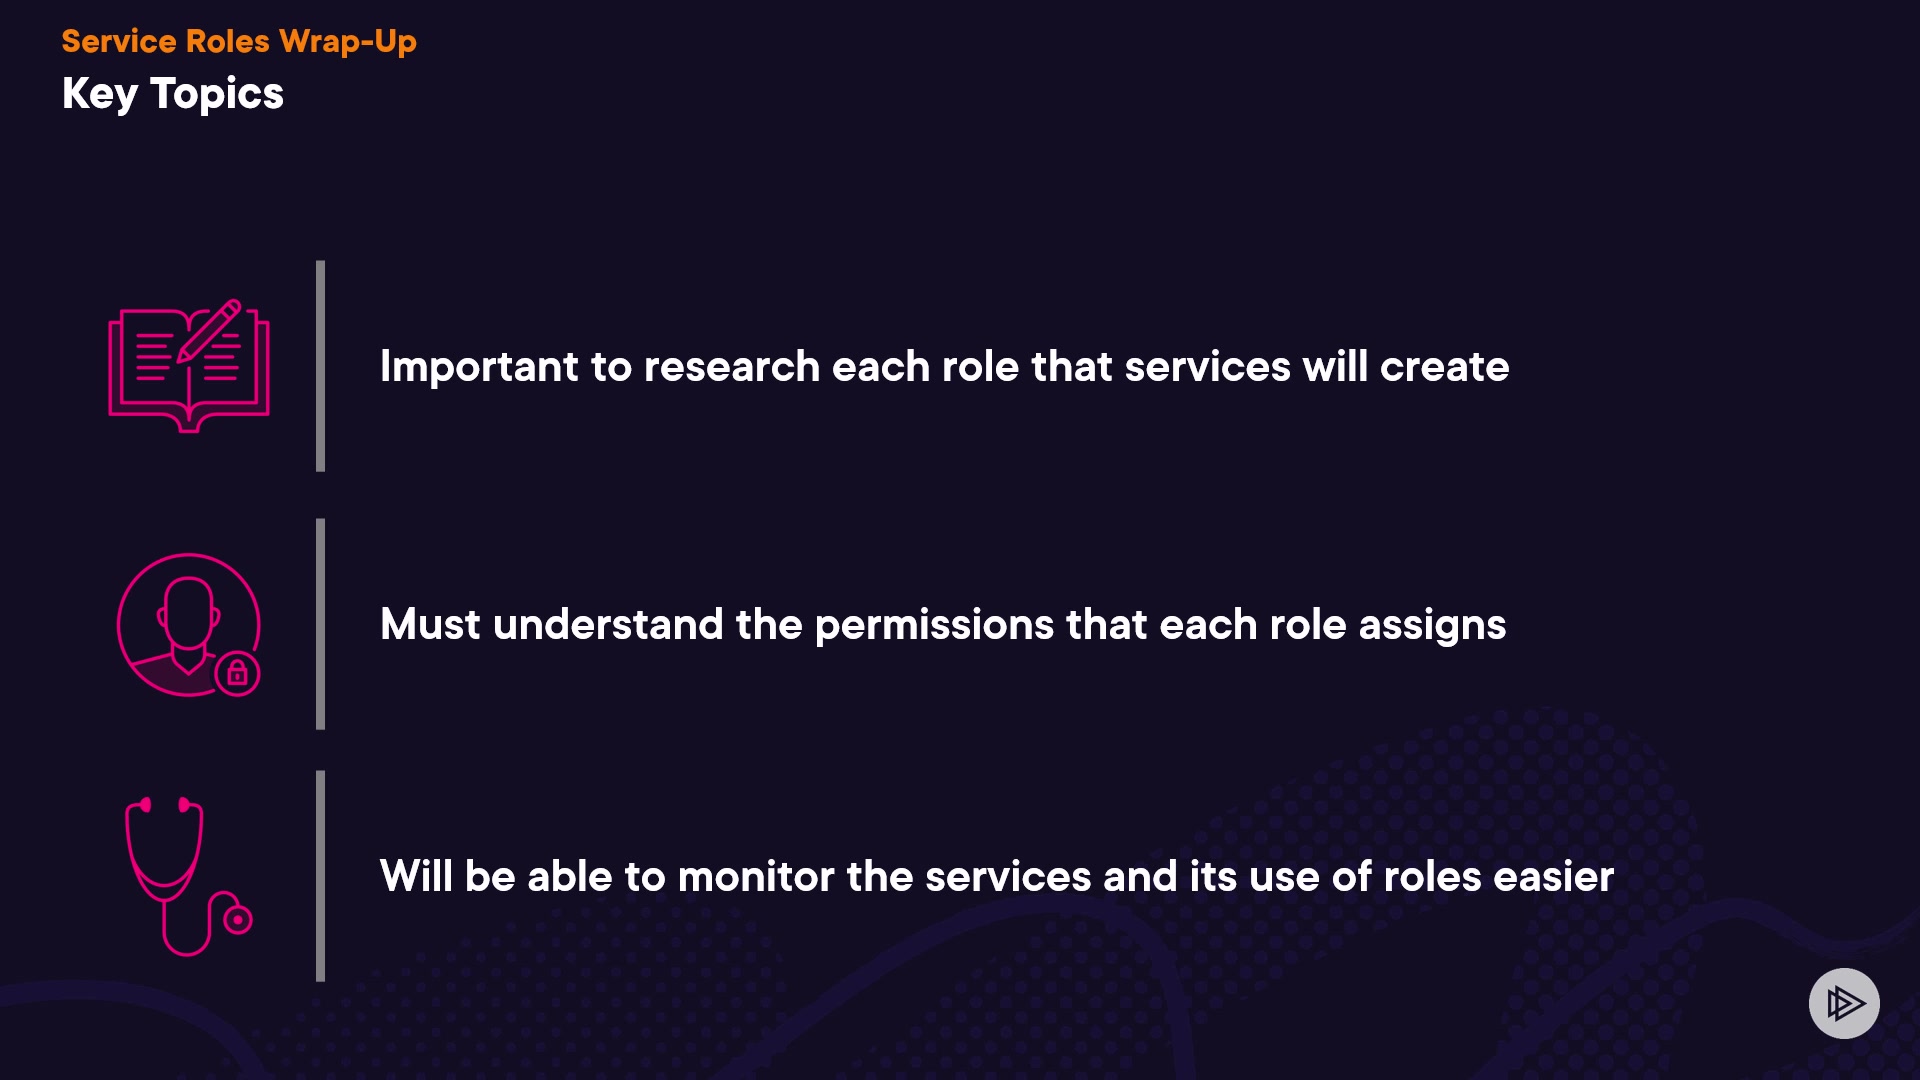 Service Roles Wrap-Up
Key Topics
Important to research each role that services will create
Must understand the permissions that each role assigns
Will be able to monitor the services and its use of roles easier